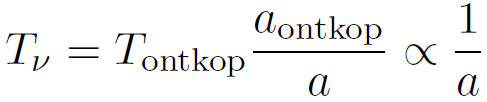 T_ν = T_ontkop a_ontkop/a ∝ 1/a